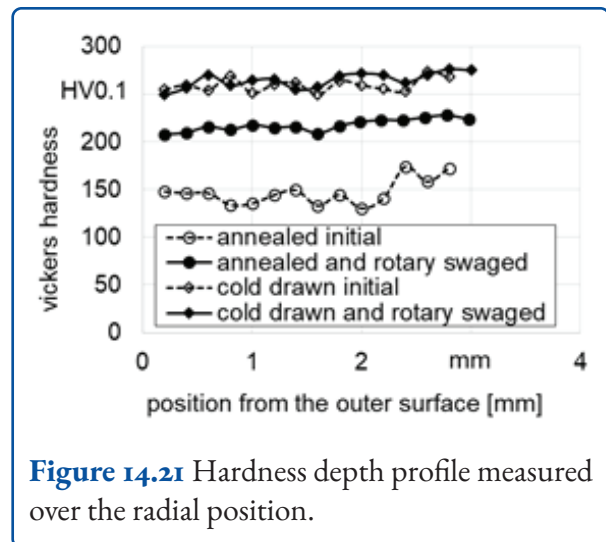 300
HV0.1
200
150
100
50
0
vickers hardness
annealed initial
annealed and rotary swaged
cold drawn initial
cold drawn and rotary swaged
0 1 2 mm 4
position from the outer surface [mm]
Figure 14.21 Hardness depth profile measured
over the radial position.